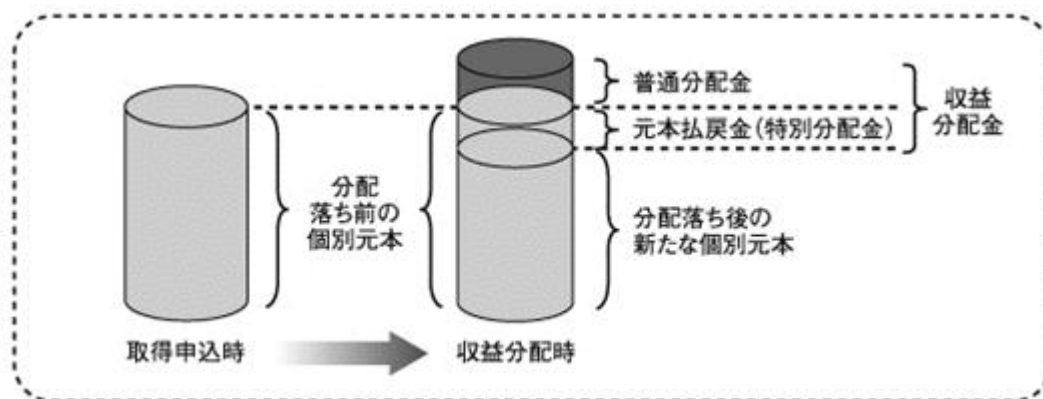 普通分配金
元本払戻金(特別分配金)
収益
分配金
分配
落ち前の
個別元本
分配落ち後の
新たな個別元本
取得申込時
収益分配時